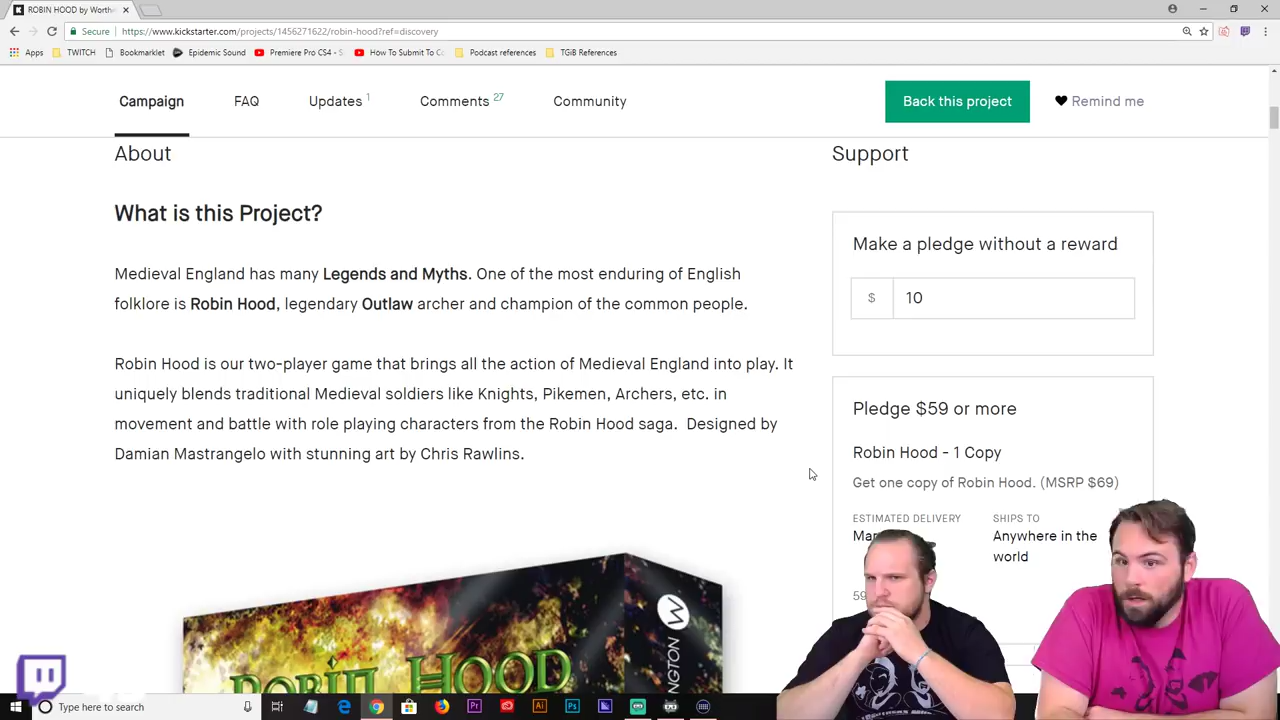 ROBIN HOOD by Worth
Secure
https://www.kickstarter.com/projects/1456271622/robin-hood?ref=discovery
Apps
TWITCH
Bookmarklet
Epidemic Sound
Premiere Pro CS4 - S
How To Submit To Co
Podcast references
TGiB References
Campaign
FAQ
Updates 1
Comments 27
Community
Back this project
Remind me
About
Support
What is this Project?
Medieval England has many Legends and Myths. One of the most enduring of English
folklore is Robin Hood, legendary Outlaw archer and champion of the common people.
Robin Hood is our two-player game that brings all the action of Medieval England into play. It
uniquely blends traditional Medieval soldiers like Knights, Pikemen, Archers, etc. in
movement and battle with role playing characters from the Robin Hood saga. Designed by
Damian Mastrangelo with stunning art by Chris Rawlins.
Make a pledge without a reward
$ 10
Pledge $59 or more
Robin Hood - 1 Copy
Get one copy of Robin Hood. (MSRP $69)
ESTIMATED DELIVERY
SHIPS TO
Anywhere in the
world
ROBIN HOOD
Type here to search